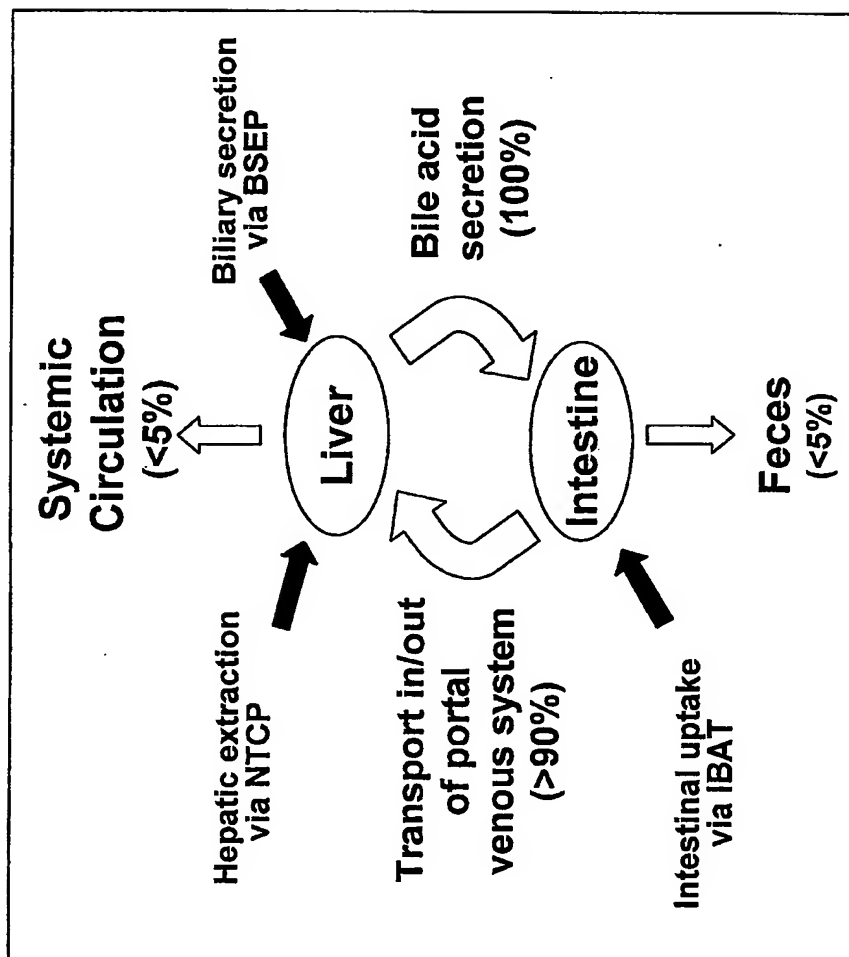 Systemic
Circulation
(<5%)
Hepatic extraction
via NTCP
Biliary secretion
via BSEP
Liver
Transport in/out
of portal
venous system
(>90%)
Bile acid
secretion
(100%)
Intestine
Intestinal uptake
via IBAT
Feces
(<5%)